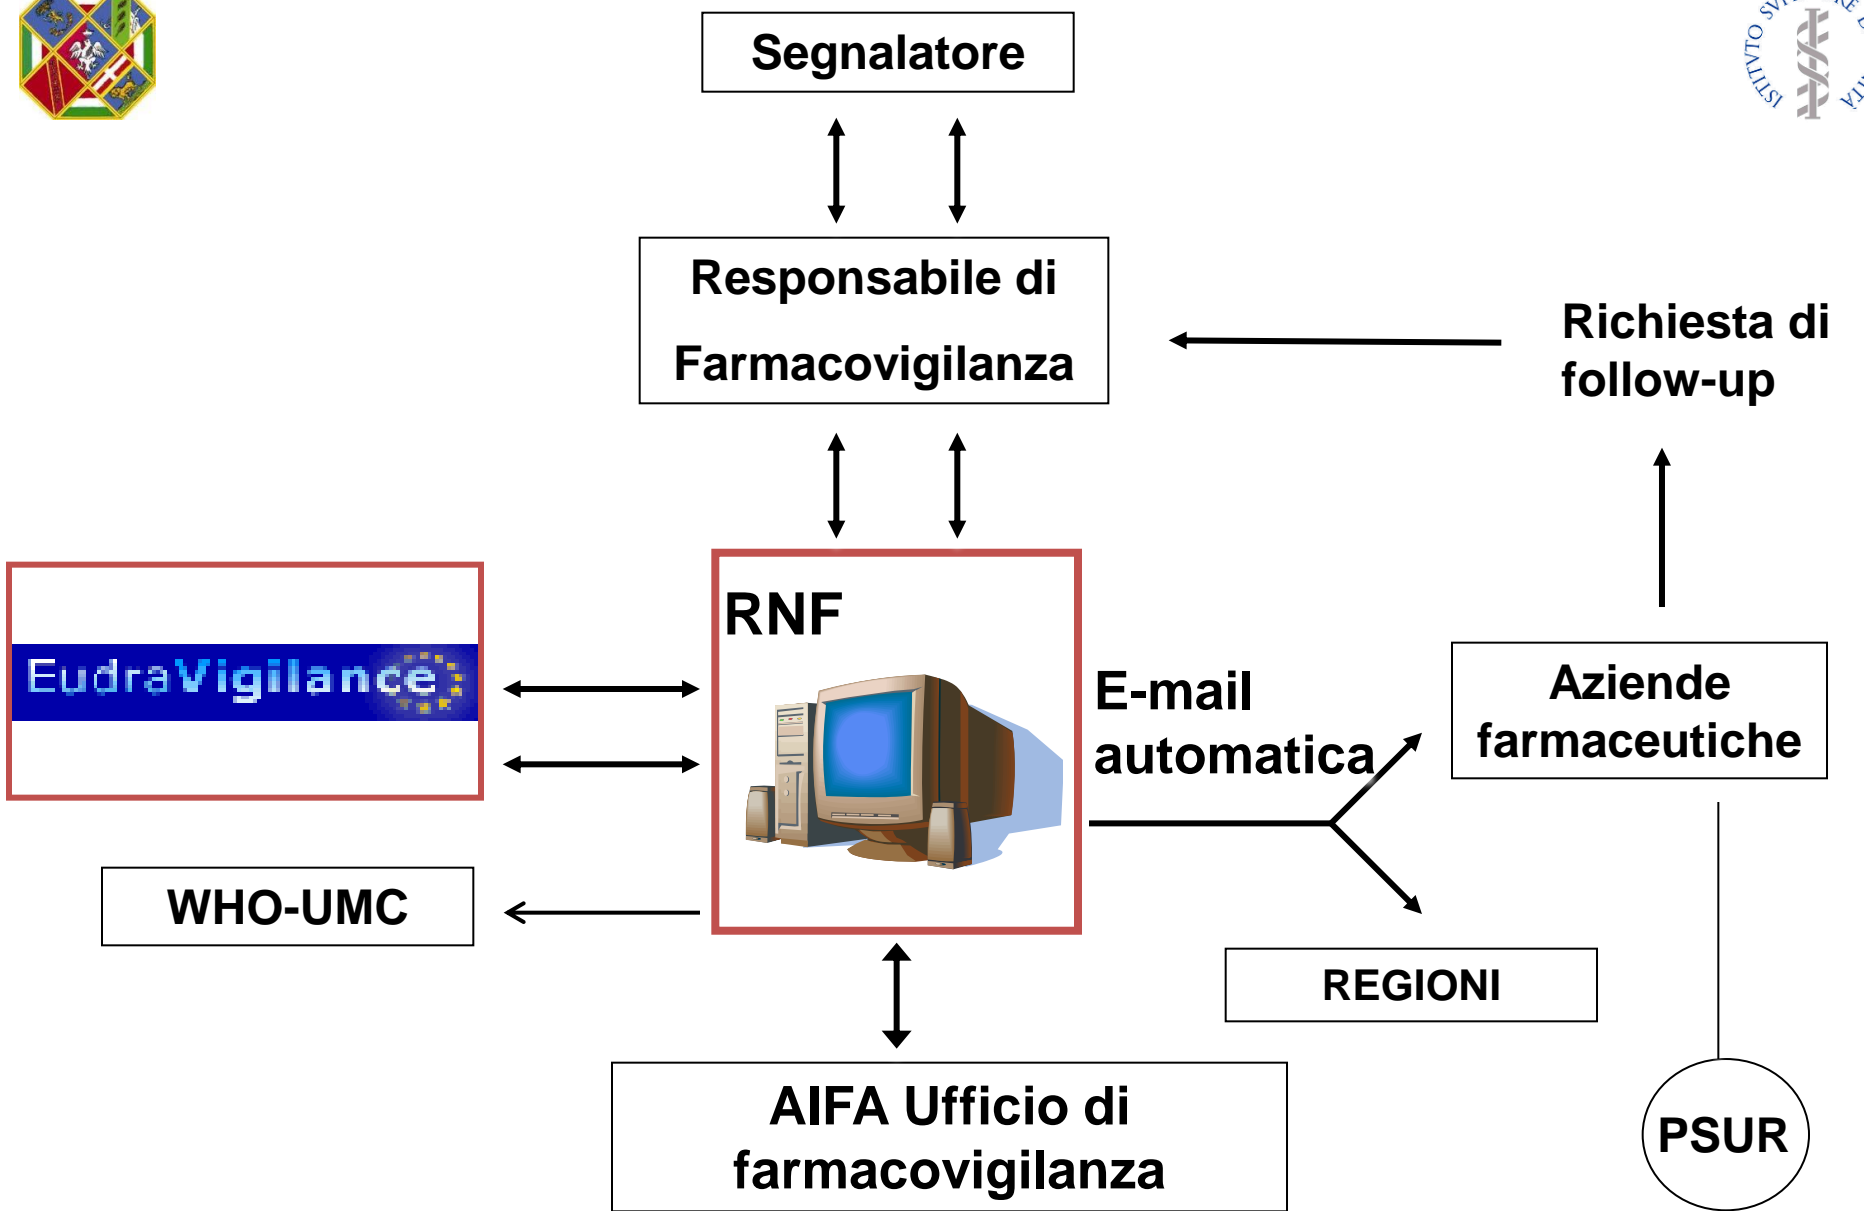 Segnalatore
ISTITVTO
Responsabile di
Farmacovigilanza
Richiesta di
follow-up
RNF
EudraVigilance
E-mail
automatica
Aziende
farmaceutiche
WHO-UMC
REGIONI
AIFA Ufficio di
farmacovigilanza
PSUR